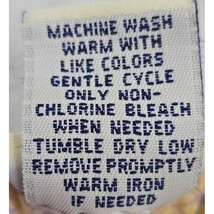 MACHINE WASH
WARM WITH
LIKE COLORS
GENTLE CYCLE
ONLY NON-
CHLORINE BLEACH
WHEN NEEDED
TUMBLE DRY LOW
REMOVE PROMPTLY
WARM IRON
IF NEEDED